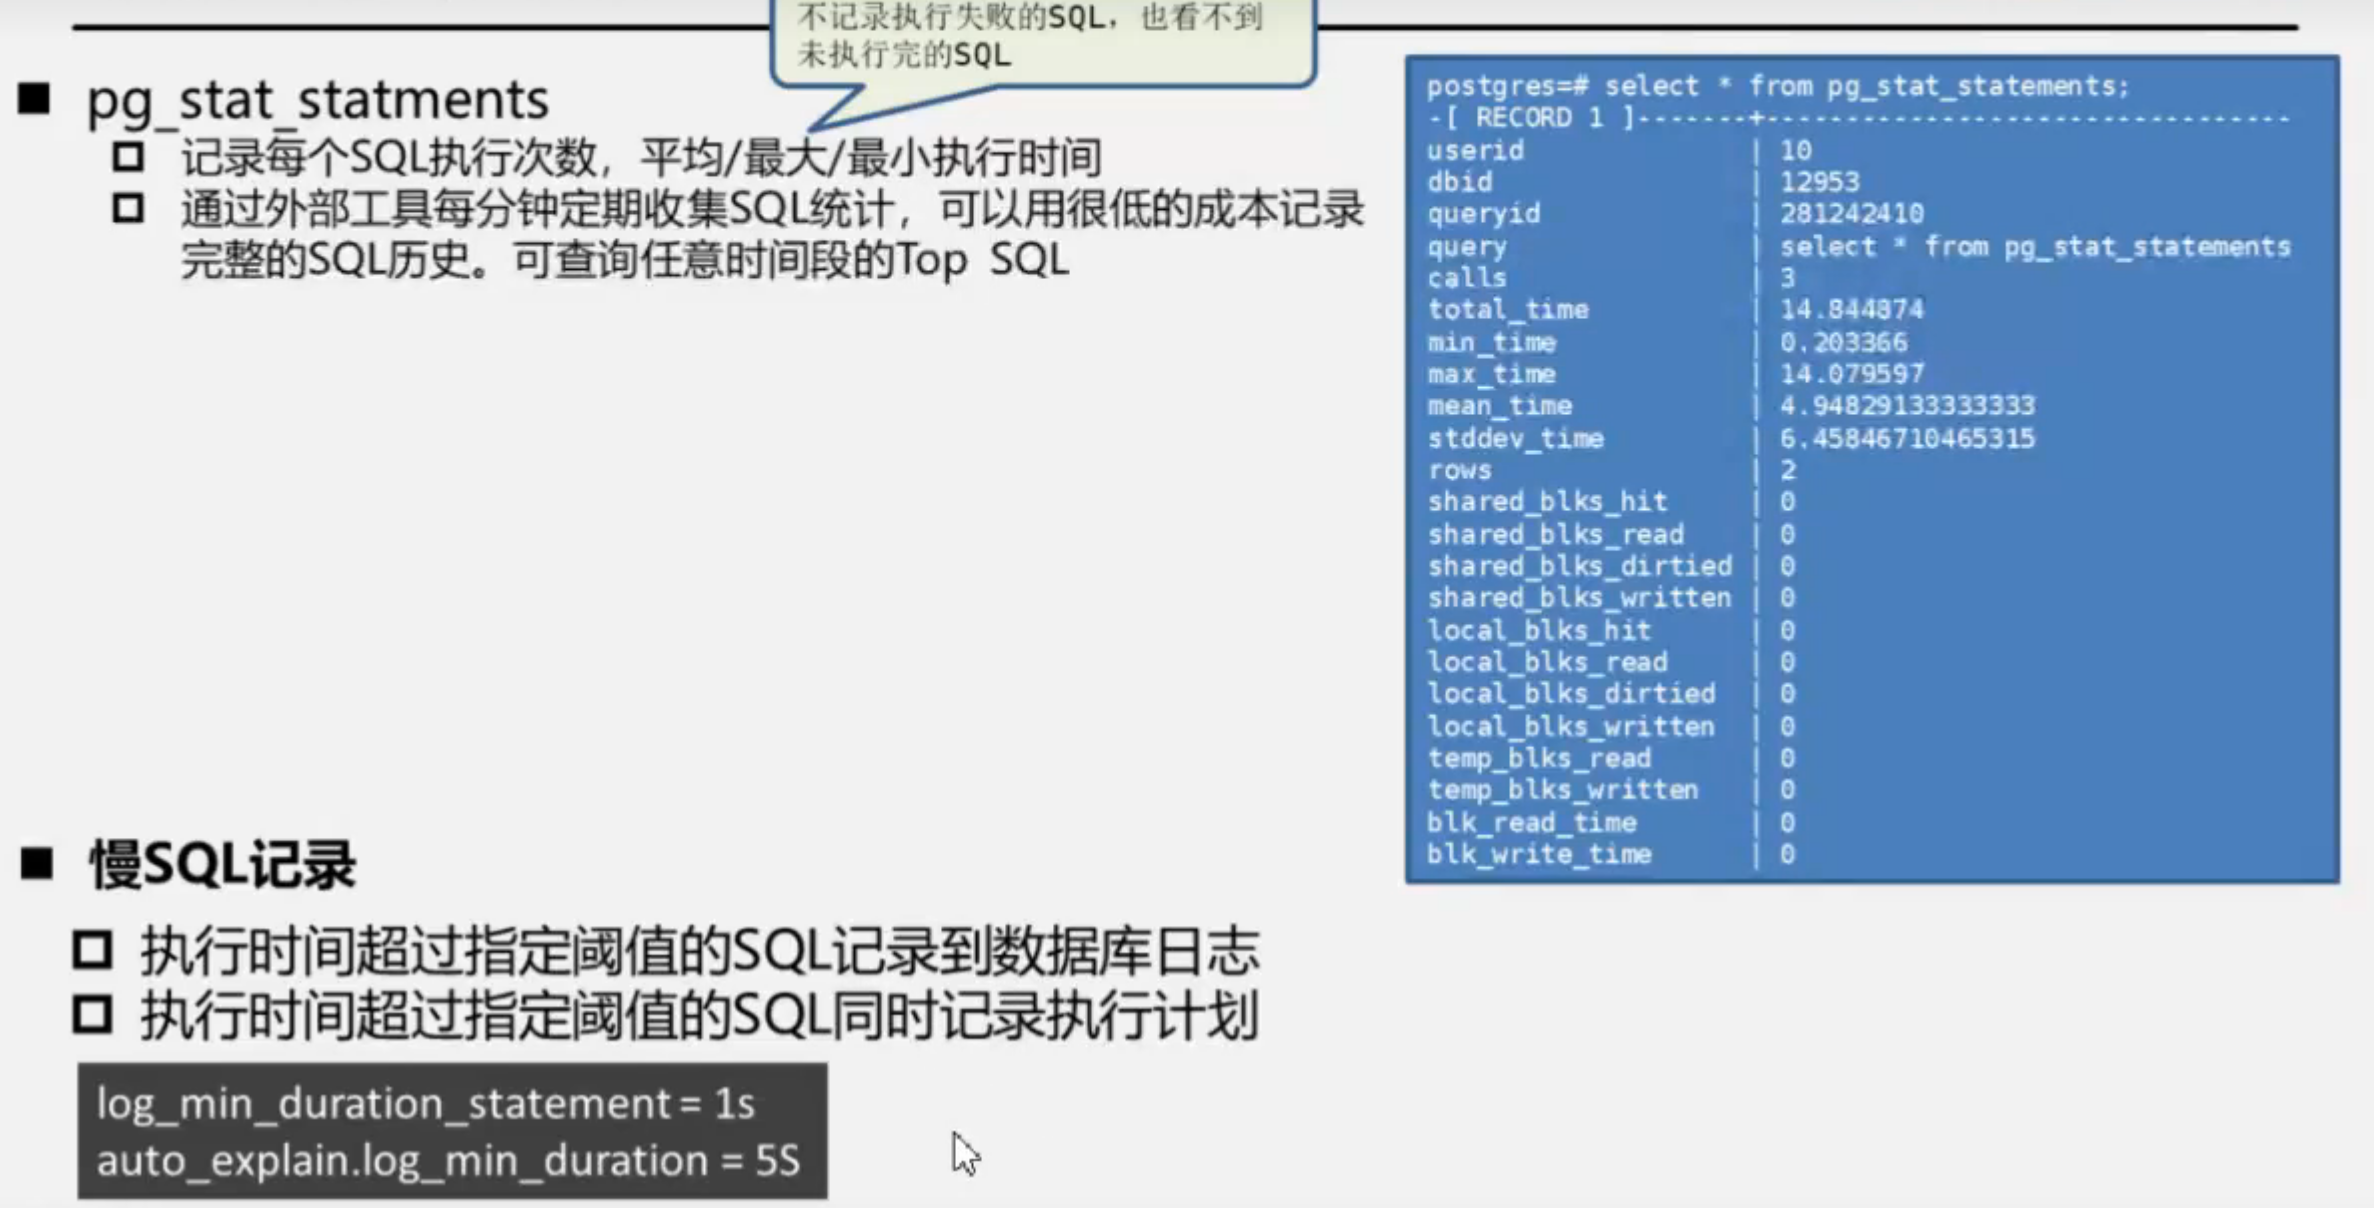 不记录执行失败的SQL，也看不到
未执行完的SQL
■ pg_stat_statments
记录每个SQL执行次数，平均/最大/最小执行时间
通过外部工具每分钟定期收集SQL统计，可以用很低的成本记录
完整的SQL历史。可查询任意时间段的Top SQL
postgres=# select * from pg_stat_statements;
-[ RECORD 1 ]-------+---------------------------------
userid | 10
dbid | 12953
queryid | 281242410
query | select * from pg_stat_statements
calls | 3
total_time | 14.844874
min_time | 0.203366
max_time | 14.079597
mean_time | 4.94829133333333
stddev_time | 6.45846710465315
rows | 2
shared_blks_hit | 0
shared_blks_read | 0
shared_blks_dirtied | 0
shared_blks_written | 0
local_blks_hit | 0
local_blks_read | 0
local_blks_dirtied | 0
local_blks_written | 0
temp_blks_read | 0
temp_blks_written | 0
blk_read_time | 0
blk_write_time | 0
■ 慢SQL记录
执行时间超过指定阈值的SQL记录到数据库日志
执行时间超过指定阈值的SQL同时记录执行计划
log_min_duration_statement = 1s
auto_explain.log_min_duration = 5S